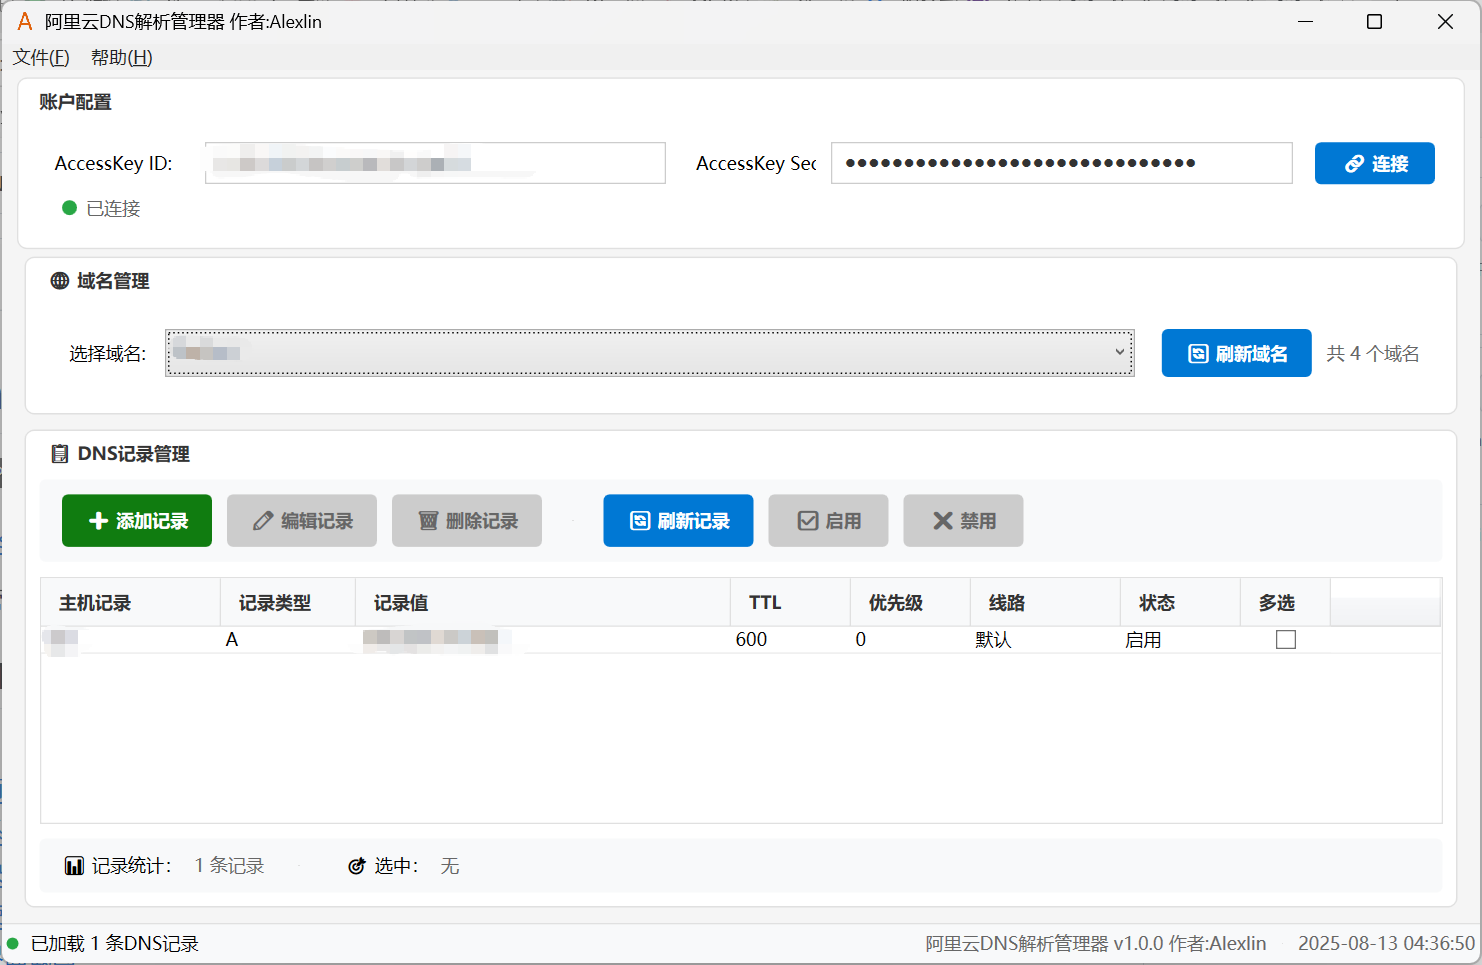 阿里云DNS解析管理器 作者:Alexlin
文件(F) 帮助(H)
账户配置
AccessKey ID: AccessKey Sec ●●●●●●●●●●●●●●●●●●●●●●●●●●●●●● 连接
已连接
域名管理
选择域名: 刷新域名 共 4 个域名
DNS记录管理
添加记录 编辑记录 删除记录 刷新记录 启用 禁用
主机记录 记录类型 记录值 TTL 优先级 线路 状态 多选
A 600 0 默认 启用
记录统计: 1 条记录 选中: 无
已加载 1 条DNS记录 阿里云DNS解析管理器 v1.0.0 作者:Alexlin 2025-08-13 04:36:50